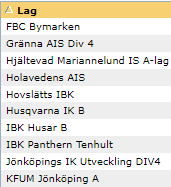 Lag
FBC Bymarken
Gränna AIS Div 4
Hjältevad Mariannelund IS A-lag
Holavedens AIS
Hovslätts IBK
Husqvarna IK B
IBK Husar B
IBK Panthern Tenhult
Jönköpings IK Utveckling DIV4
KFUM Jönköping A